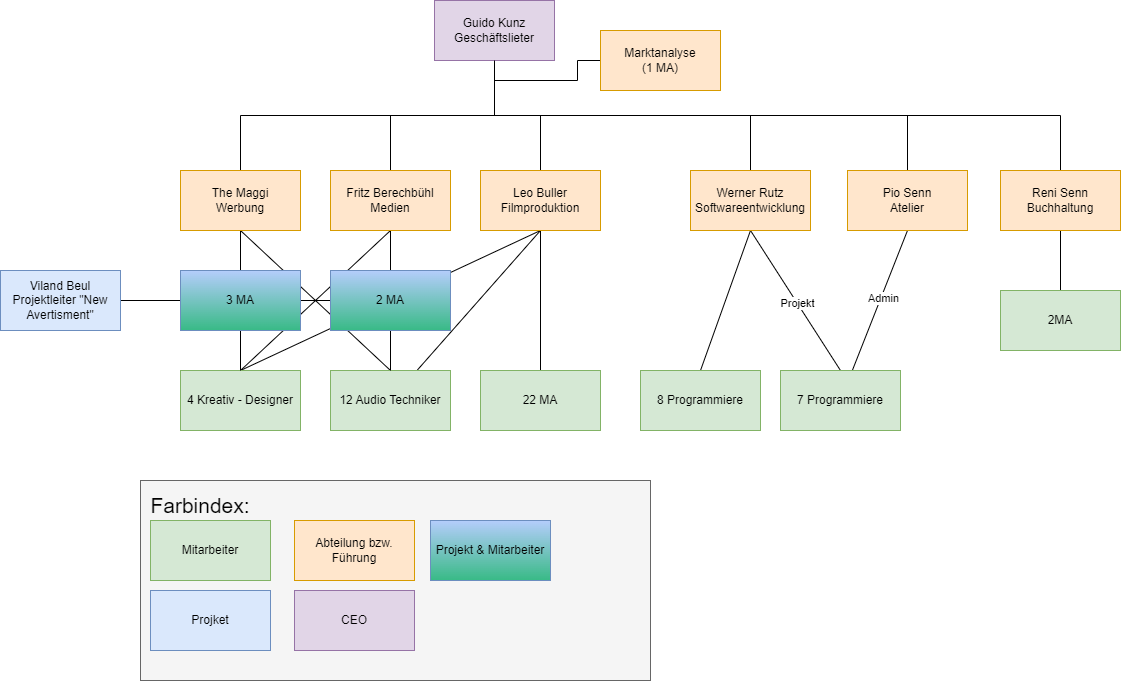 Guido Kunz
Geschäftslieter
Marktanalyse
(1 MA)
The Maggi
Werbung
Fritz Berechbühl
Medien
Leo Buller
Filmproduktion
Werner Rutz
Softwareentwicklung
Pio Senn
Atelier
Reni Senn
Buchhaltung
Viland Beul
Projektleiter "New
Avertisment"
3 MA
2 MA
Projekt
Admin
2MA
4 Kreativ - Designer
12 Audio Techniker
22 MA
8 Programmiere
7 Programmiere
Farbindex:
Mitarbeiter
Abteilung bzw.
Führung
Projekt & Mitarbeiter
Projket
CEO